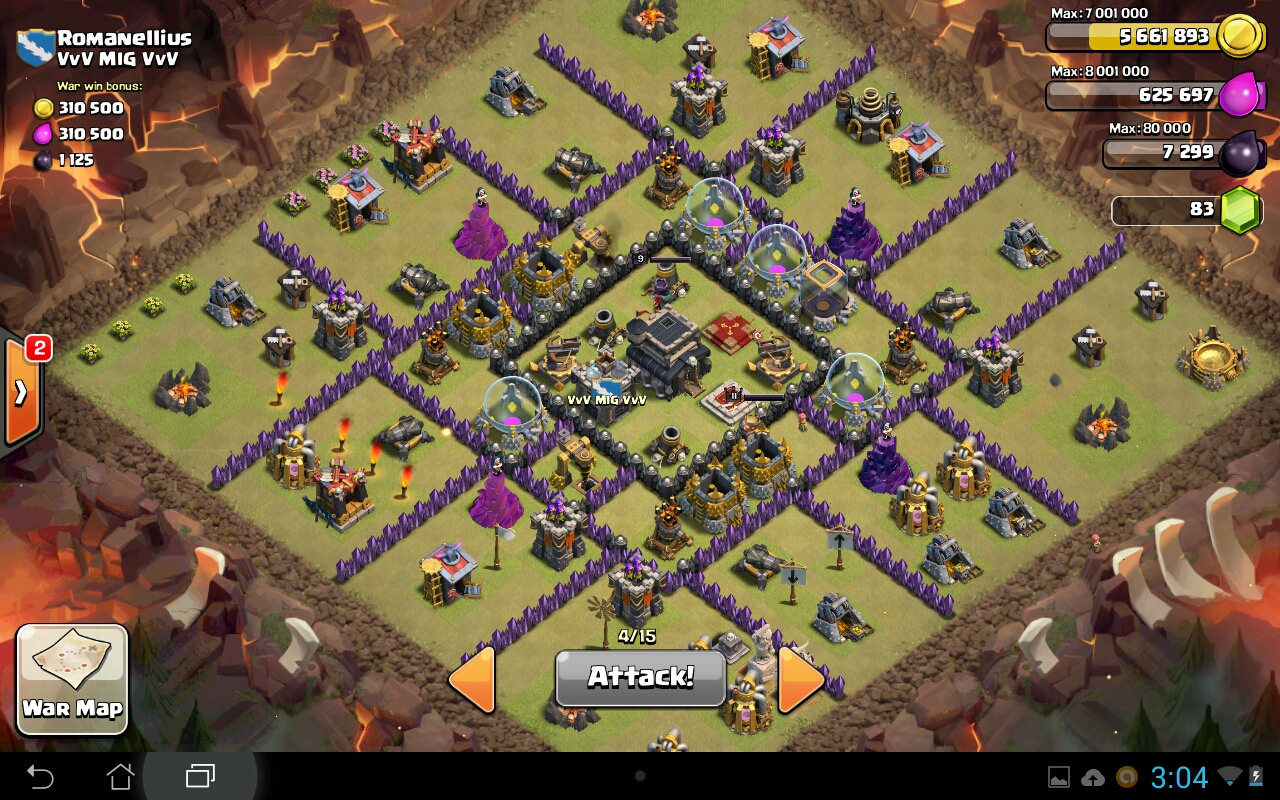 Romanellius
VvV MIG VvV
War win bonus:
310 500
310 500
1 125
Max: 7 001 000
5 661 893
Max: 8 001 000
625 697
Max: 80 000
7 299
83
2
9
11
VvV MIG VvV
4/15
Attack!
War Map
3:04